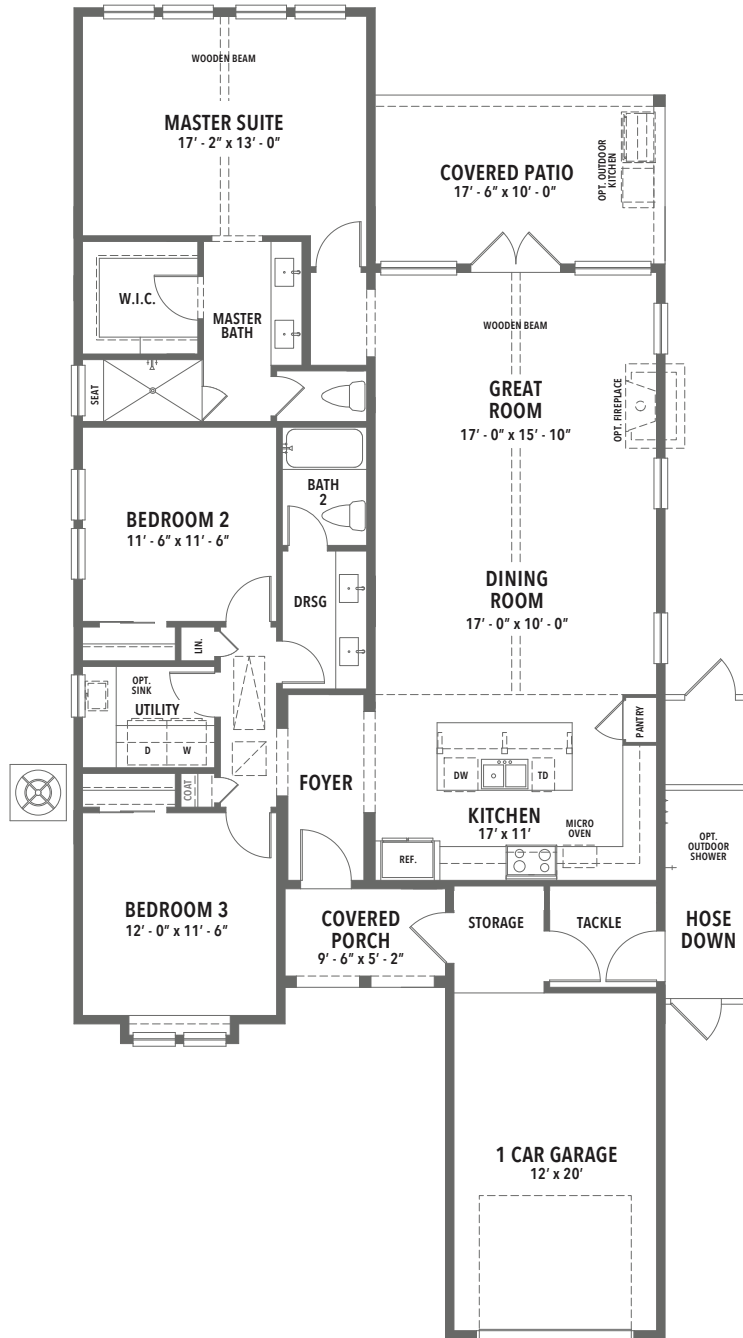 WOODEN BEAM
MASTER SUITE
17' - 2" x 13' - 0"
COVERED PATIO
17' - 6" x 10' - 0"
OPT. OUTDOOR
KITCHEN
W.I.C.
MASTER
BATH
SEAT
WOODEN BEAM
GREAT
ROOM
17' - 0" x 15' - 10"
OPT. FIREPLACE
BEDROOM 2
11' - 6" x 11' - 6"
BATH
2
DRSG
DINING
ROOM
17' - 0" x 10' - 0"
LIN.
OPT.
SINK
UTILITY
D
W
COAT
FOYER
PANTRY
DW
TD
KITCHEN
17' x 11'
MICRO
OVEN
REF.
OPT.
OUTDOOR
SHOWER
HOSE
DOWN
BEDROOM 3
12' - 0" x 11' - 6"
COVERED
PORCH
9' - 6" x 5' - 2"
STORAGE
TACKLE
1 CAR GARAGE
12' x 20'